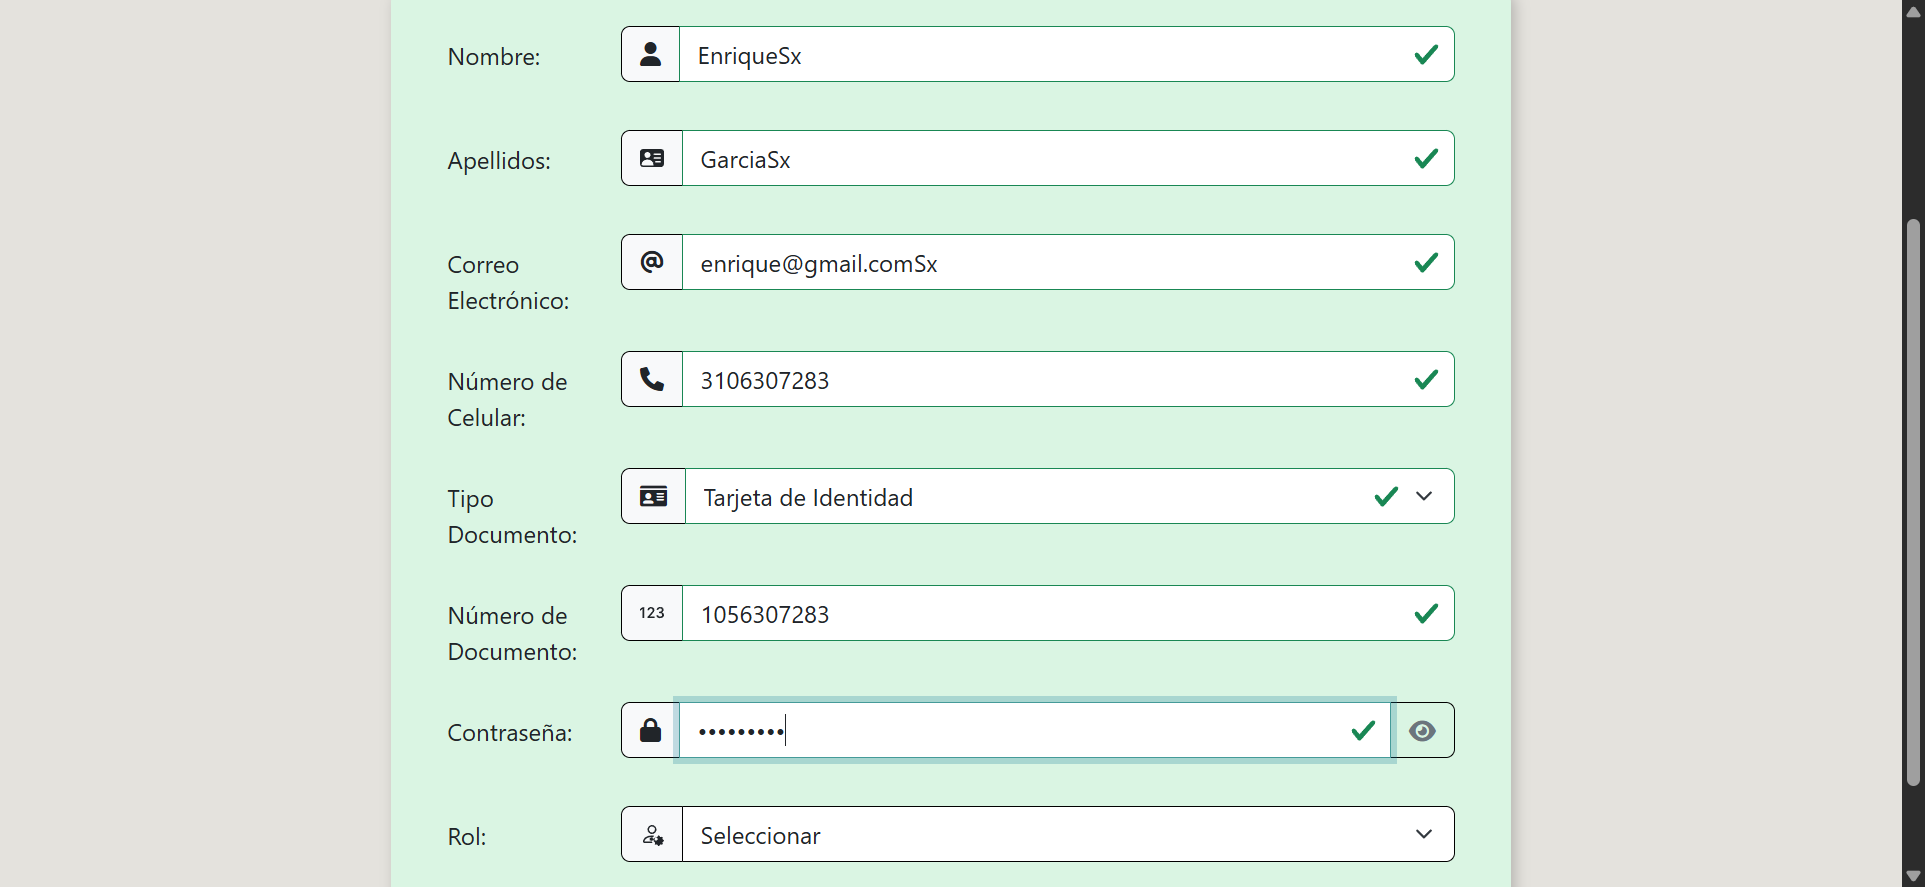 Nombre:
EnriqueSx
Apellidos:
GarciaSx
Correo
Electrónico:
enrique@gmail.comSx
Número de
Celular:
3106307283
Tipo
Documento:
Tarjeta de Identidad
Número de
Documento:
123
1056307283
Contraseña:
•••••••••
Rol:
Seleccionar